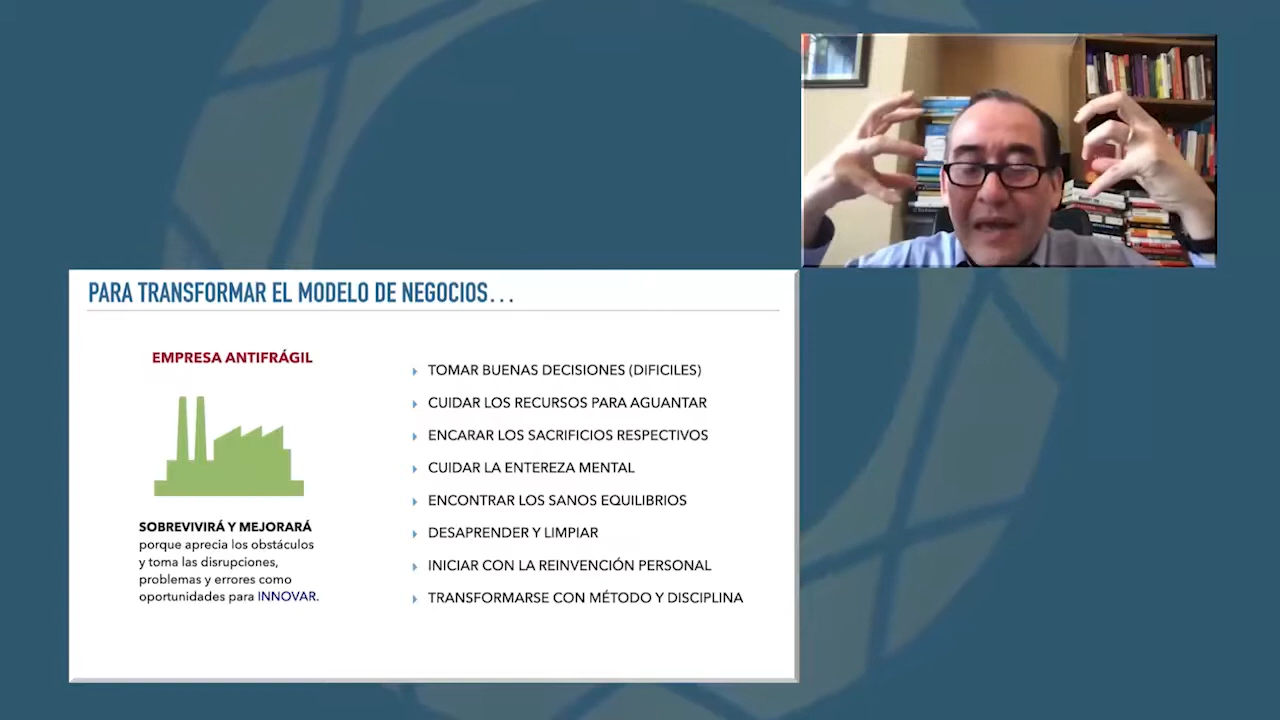 PARA TRANSFORMAR EL MODELO DE NEGOCIOS...
EMPRESA ANTIFRÁGIL
SOBREVIVIRÁ Y MEJORARÁ
porque aprecia los obstáculos
y toma las disrupciones,
problemas y errores como
oportunidades para INNOVAR.
TOMAR BUENAS DECISIONES (DIFICILES)
CUIDAR LOS RECURSOS PARA AGUANTAR
ENCARAR LOS SACRIFICIOS RESPECTIVOS
CUIDAR LA ENTEREZA MENTAL
ENCONTRAR LOS SANOS EQUILIBRIOS
DESAPRENDER Y LIMPIAR
INICIAR CON LA REINVENCIÓN PERSONAL
TRANSFORMARSE CON MÉTODO Y DISCIPLINA